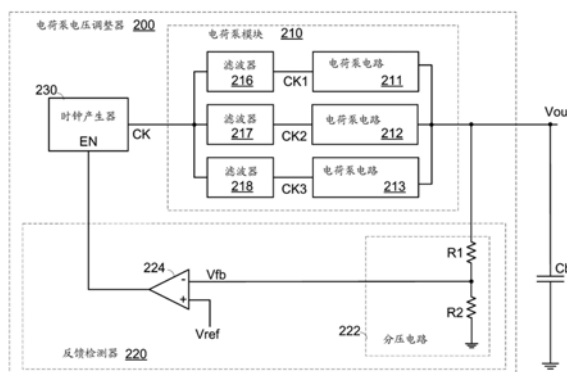 电荷泵电压调整器 200
电荷泵模块 210
滤波器
216
CK1
电荷泵电路
211
230
时钟产生器
EN
CK
滤波器
217
CK2
电荷泵电路
212
Vou
滤波器
218
CK3
电荷泵电路
213
R1
224
Vfb
-
+
Vref
R2
222
分压电路
反馈检测器 220